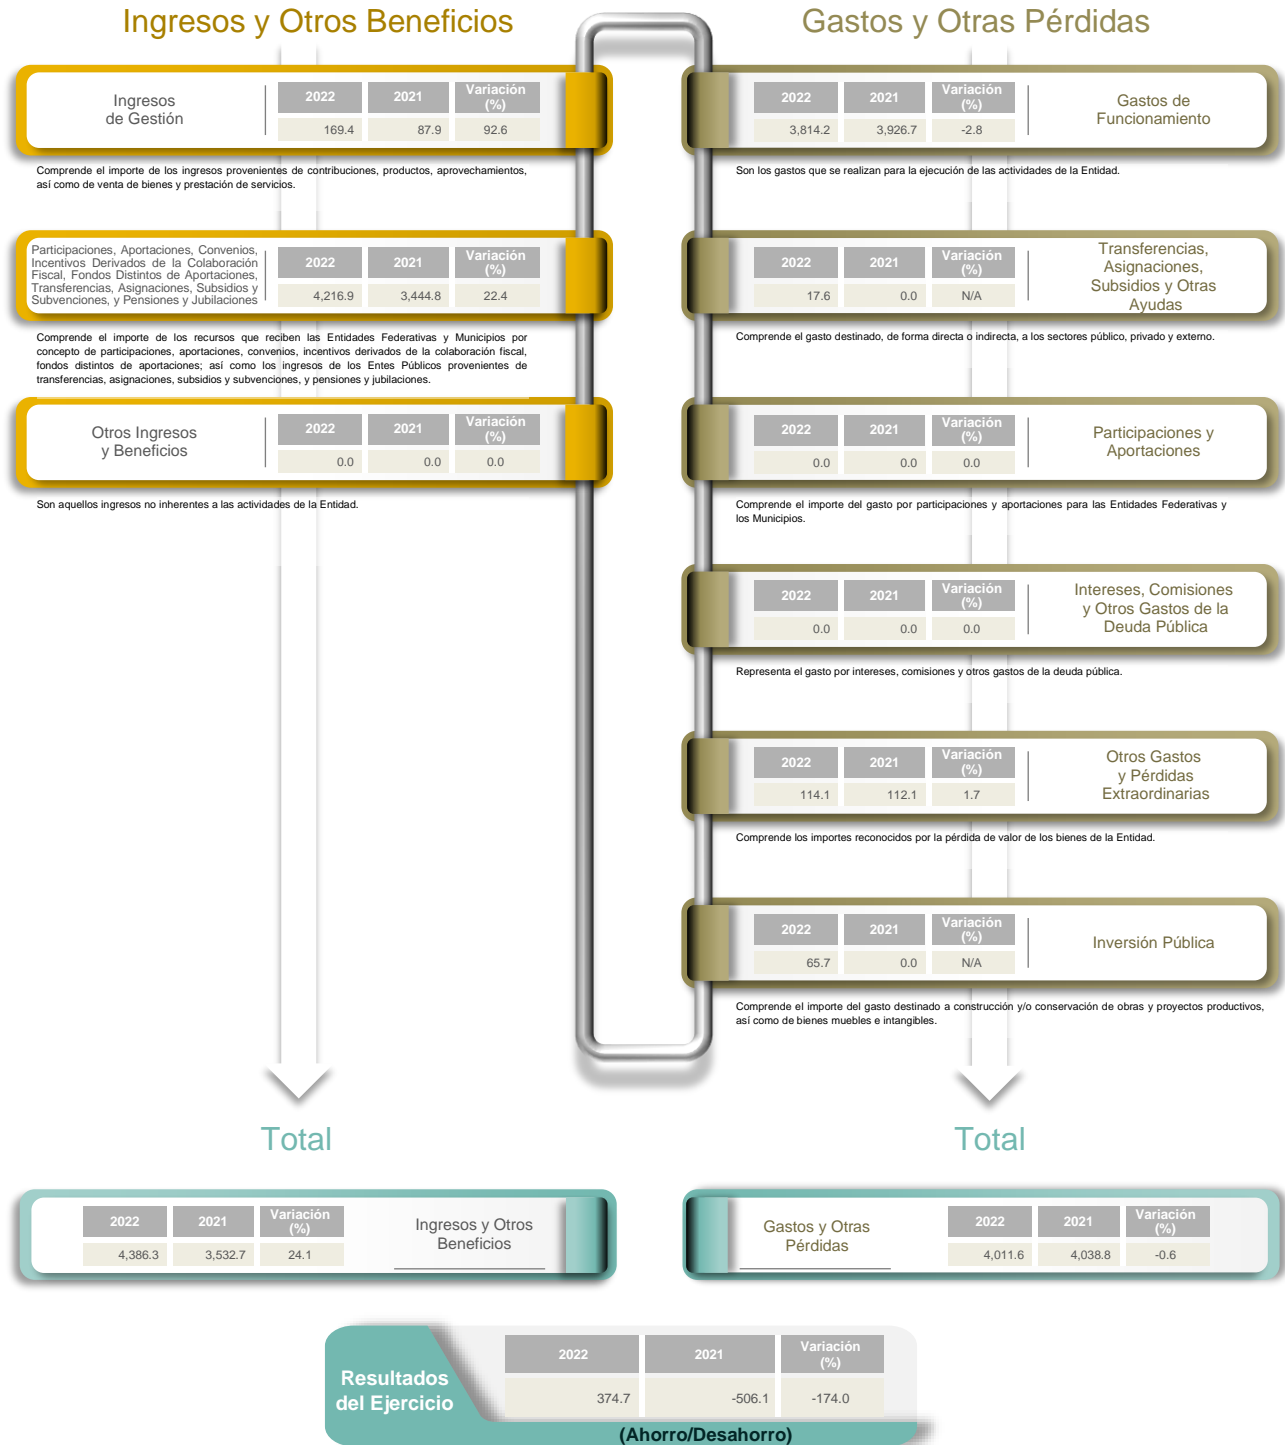 Ingresos y Otros Beneficios
Ingresos
de Gestión
2022 2021 Variación
(%)
169.4 87.9 92.6
Comprende el importe de los ingresos provenientes de contribuciones, productos, aprovechamientos,
así como de venta de bienes y prestación de servicios.
Participaciones, Aportaciones, Convenios,
Incentivos Derivados de la Colaboración
Fiscal, Fondos Distintos de Aportaciones,
Transferencias, Asignaciones, Subsidios y
Subvenciones, y Pensiones y Jubilaciones
2022 2021 Variación
(%)
4,216.9 3,444.8 22.4
Comprende el importe de los recursos que reciben las Entidades Federativas y Municipios por
concepto de participaciones, aportaciones, convenios, incentivos derivados de la colaboración fiscal,
fondos distintos de aportaciones; así como los ingresos de los Entes Públicos provenientes de
transferencias, asignaciones, subsidios y subvenciones, y pensiones y jubilaciones.
Otros Ingresos
y Beneficios
2022 2021 Variación
(%)
0.0 0.0 0.0
Son aquellos ingresos no inherentes a las actividades de la Entidad.
Gastos y Otras Pérdidas
2022 2021 Variación
(%)
3,814.2 3,926.7 -2.8
Gastos de
Funcionamiento
Son los gastos que se realizan para la ejecución de las actividades de la Entidad.
2022 2021 Variación
(%)
17.6 0.0 N/A
Transferencias,
Asignaciones,
Subsidios y Otras
Ayudas
Comprende el gasto destinado, de forma directa o indirecta, a los sectores público, privado y externo.
2022 2021 Variación
(%)
0.0 0.0 0.0
Participaciones y
Aportaciones
Comprende el importe del gasto por participaciones y aportaciones para las Entidades Federativas y
los Municipios.
2022 2021 Variación
(%)
0.0 0.0 0.0
Intereses, Comisiones
y Otros Gastos de la
Deuda Pública
Representa el gasto por intereses, comisiones y otros gastos de la deuda pública.
2022 2021 Variación
(%)
114.1 112.1 1.7
Otros Gastos
y Pérdidas
Extraordinarias
Comprende los importes reconocidos por la pérdida de valor de los bienes de la Entidad.
2022 2021 Variación
(%)
65.7 0.0 N/A
Inversión Pública
Comprende el importe del gasto destinado a construcción y/o conservación de obras y proyectos productivos,
así como de bienes muebles e intangibles.
Total
2022 2021 Variación
(%)
4,386.3 3,532.7 24.1
Ingresos y Otros
Beneficios
Total
Gastos y Otras
Pérdidas
2022 2021 Variación
(%)
4,011.6 4,038.8 -0.6
Resultados
del Ejercicio
2022 2021 Variación
(%)
374.7 -506.1 -174.0
(Ahorro/Desahorro)